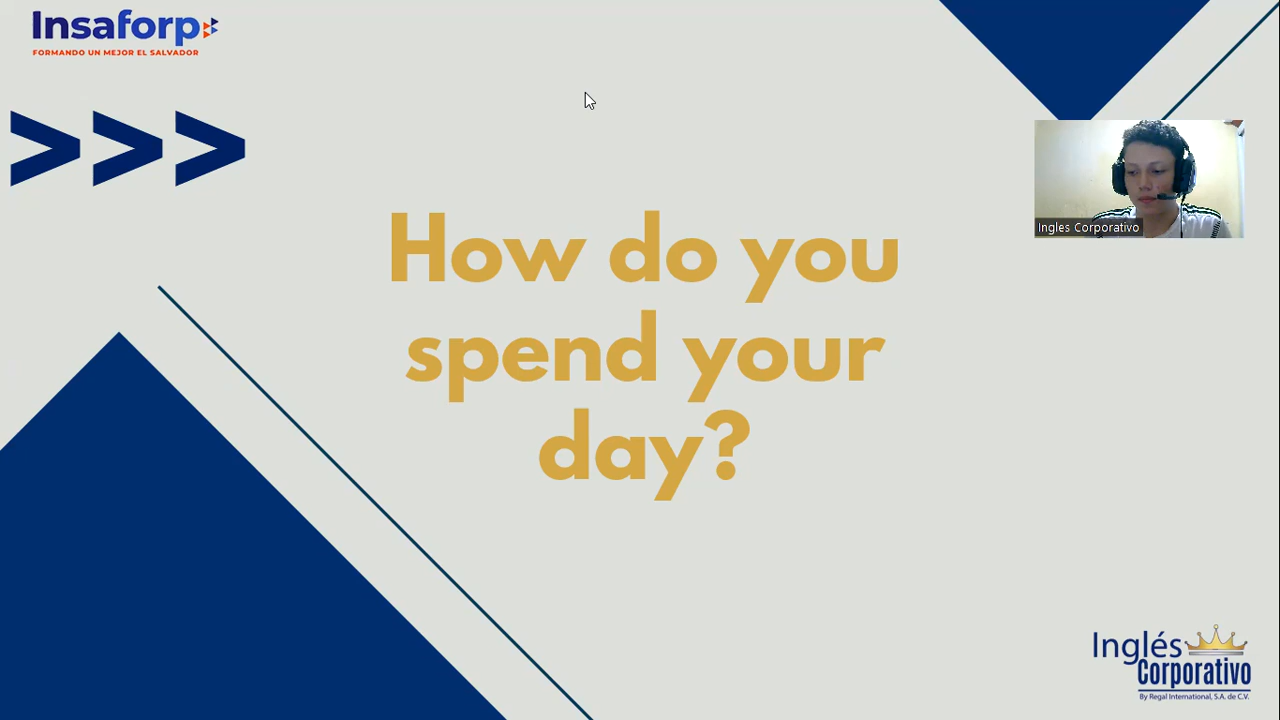 Insaforp
FORMANDO UN MEJOR EL SALVADOR
>>>
How do you
spend your
day?
Ingles Corporativo
Inglés
Corporativo
By Regal International, S.A. de C.V.